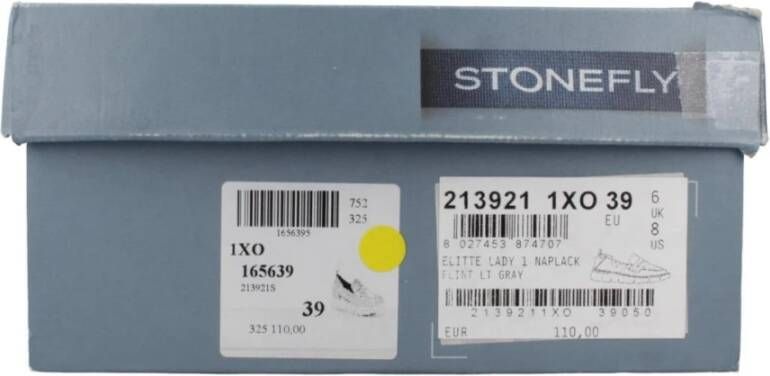 STONEFLY
752
325
1656395
1XO
165639
213921S
39
325 110,00
213921 1XO 39
EU
6
UK
8
US
8 027453 874707
ELITTE LADY 1 NAPLACK
FLINT LT GRAY
2139211XO 39050
EUR 110,00